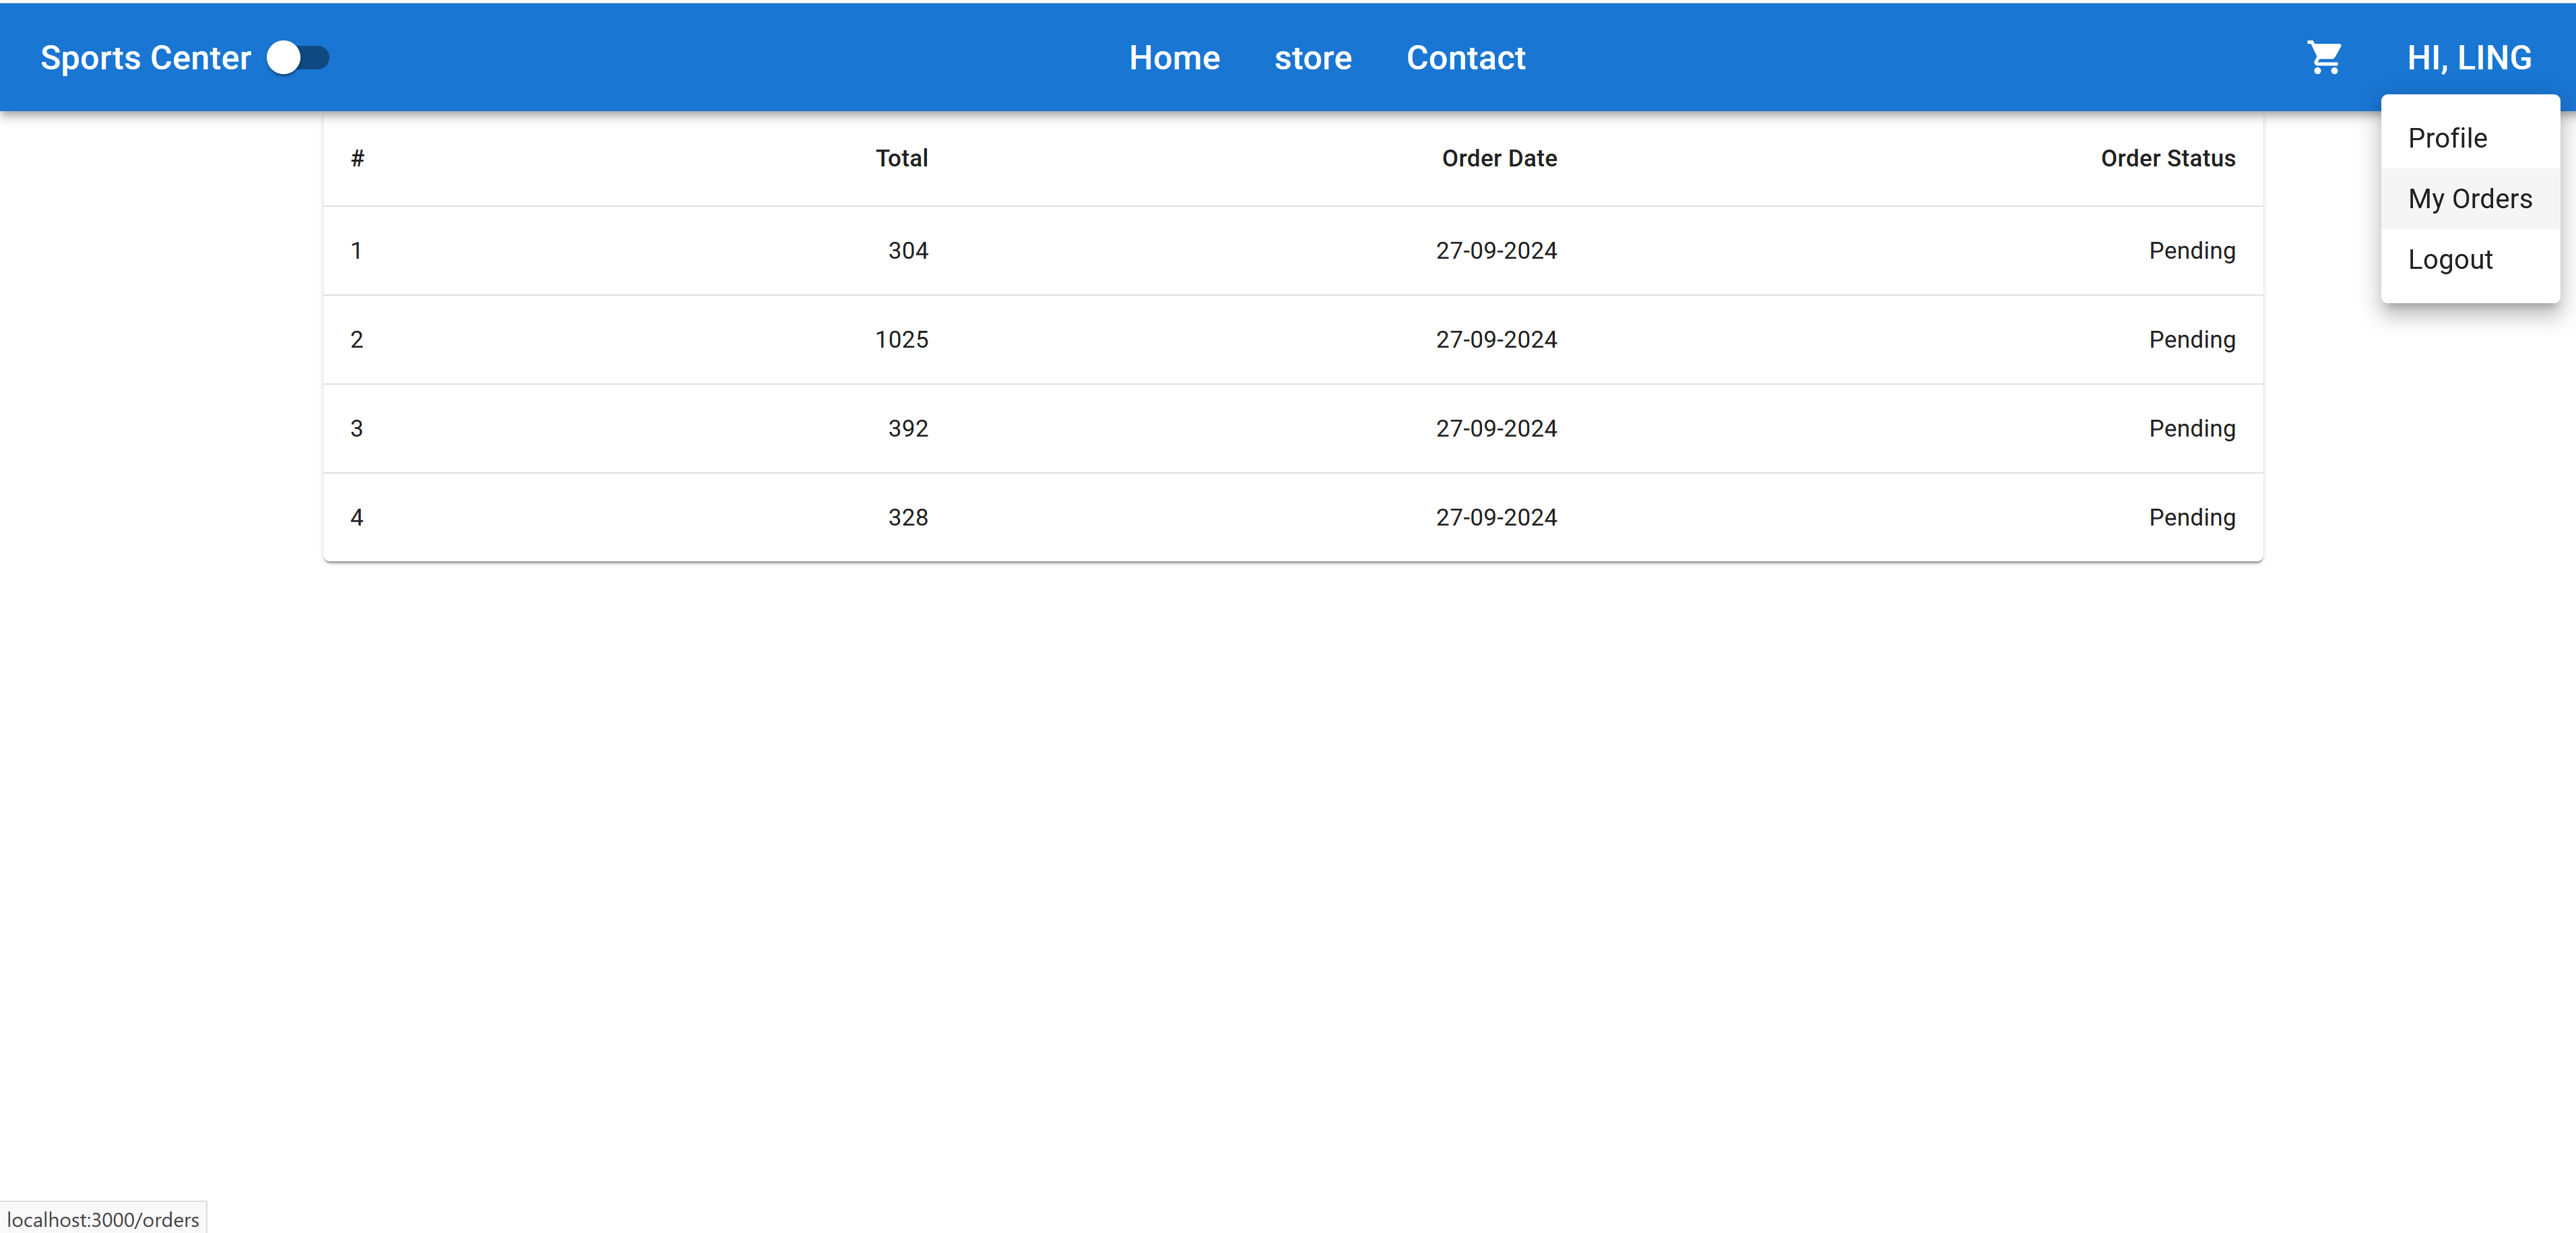 Sports Center
Home store Contact
HI, LING
Profile
My Orders
Logout
# Total Order Date Order Status
1 304 27-09-2024 Pending
2 1025 27-09-2024 Pending
3 392 27-09-2024 Pending
4 328 27-09-2024 Pending
localhost:3000/orders